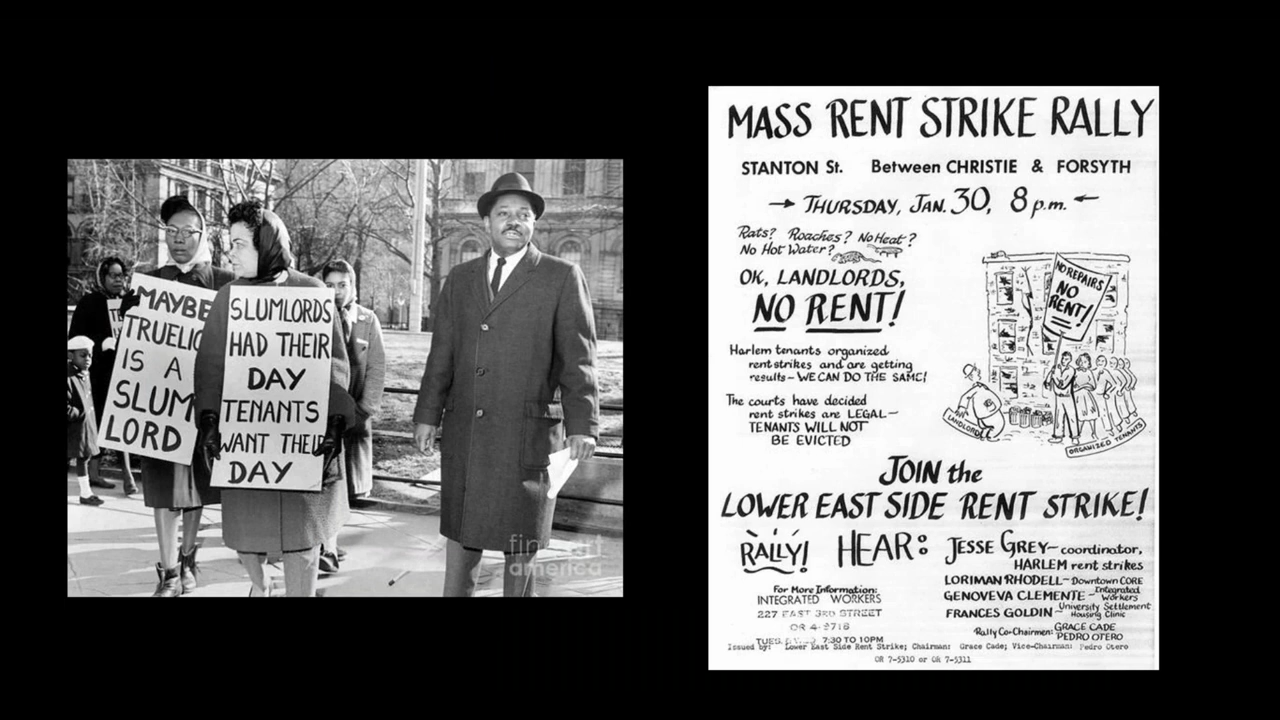 MAYBE
TRUELIO
IS A
SLUM
LORD
SLUMLORDS
HAD THEIR
DAY
TENANTS
WANT THEIR
DAY
fine art
america
MASS RENT STRIKE RALLY
STANTON St. Between CHRISTIE & FORSYTH
THURSDAY, JAN. 30, 8 p.m.
Rats? Roaches? No Heat?
No Hot Water?
OK, LANDLORDS,
NO RENT!
Harlem tenants organized
rent strikes and are getting
results-WE CAN DO THE SAME!
The courts have decided
rent strikes are LEGAL-
TENANTS WILL NOT
BE EVICTED
NO REPAIRS
NO
RENT!
LANDLORD
ORGANIZED TENANTS
JOIN the
LOWER EAST SIDE RENT STRIKE!
RALLY! HEAR:
JESSE GREY-coordinator,
HARLEM rent strikes
LORIMAN RHODELL-Downtown CORE
GENOVEVA CLEMENTE-Integrated Workers
FRANCES GOLDIN-University Settlement Housing Clinic
Rally Co-Chairmen: GRACE CADE
PEDRO OTERO
For More Information:
INTEGRATED WORKERS
227 EAST 3RD STREET
OR 4-9716
7:30 TO 10PM
Issued by: Lower East Side Rent Strike; Chairman: Grace Cade; Vice-Chairman: Pedro Otero
OR 7-5310 or OR 7-5311